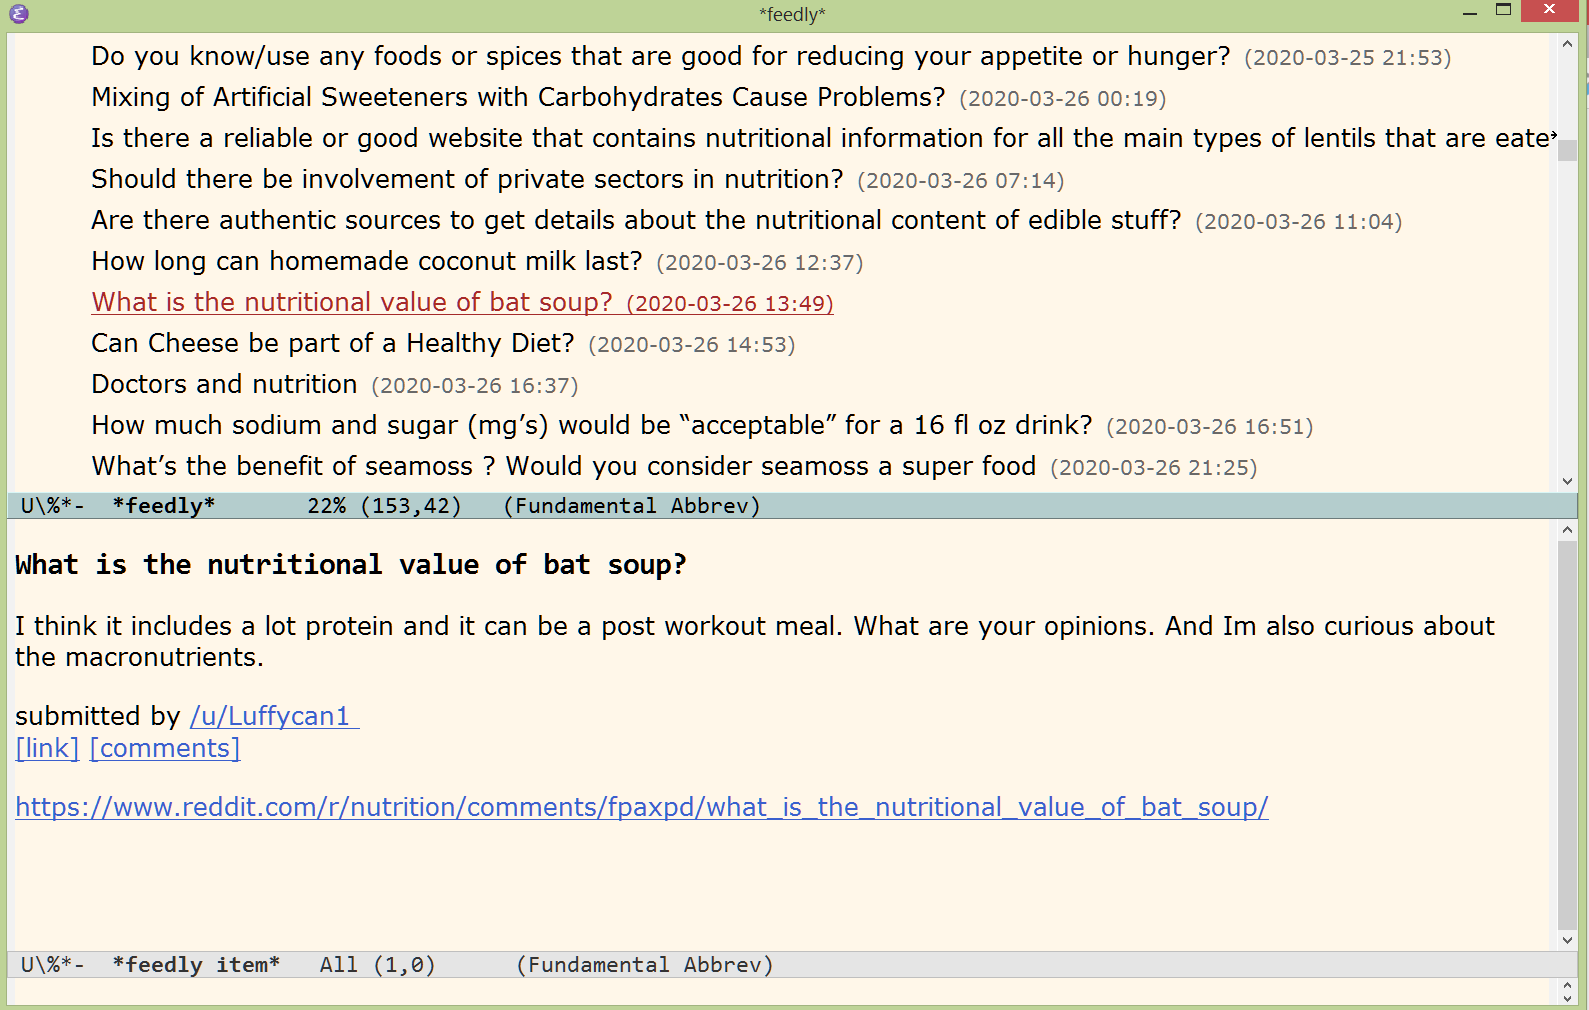 *feedly*
Do you know/use any foods or spices that are good for reducing your appetite or hunger? (2020-03-25 21:53)
Mixing of Artificial Sweeteners with Carbohydrates Cause Problems? (2020-03-26 00:19)
Is there a reliable or good website that contains nutritional information for all the main types of lentils that are eate
Should there be involvement of private sectors in nutrition? (2020-03-26 07:14)
Are there authentic sources to get details about the nutritional content of edible stuff? (2020-03-26 11:04)
How long can homemade coconut milk last? (2020-03-26 12:37)
What is the nutritional value of bat soup? (2020-03-26 13:49)
Can Cheese be part of a Healthy Diet? (2020-03-26 14:53)
Doctors and nutrition (2020-03-26 16:37)
How much sodium and sugar (mg’s) would be “acceptable” for a 16 fl oz drink? (2020-03-26 16:51)
What’s the benefit of seamoss ? Would you consider seamoss a super food (2020-03-26 21:25)
U\%*- *feedly* 22% (153,42) (Fundamental Abbrev)
What is the nutritional value of bat soup?
I think it includes a lot protein and it can be a post workout meal. What are your opinions. And Im also curious about
the macronutrients.
submitted by /u/Luffycan1
[link] [comments]
https://www.reddit.com/r/nutrition/comments/fpaxpd/what_is_the_nutritional_value_of_bat_soup/
U\%*- *feedly item* All (1,0) (Fundamental Abbrev)